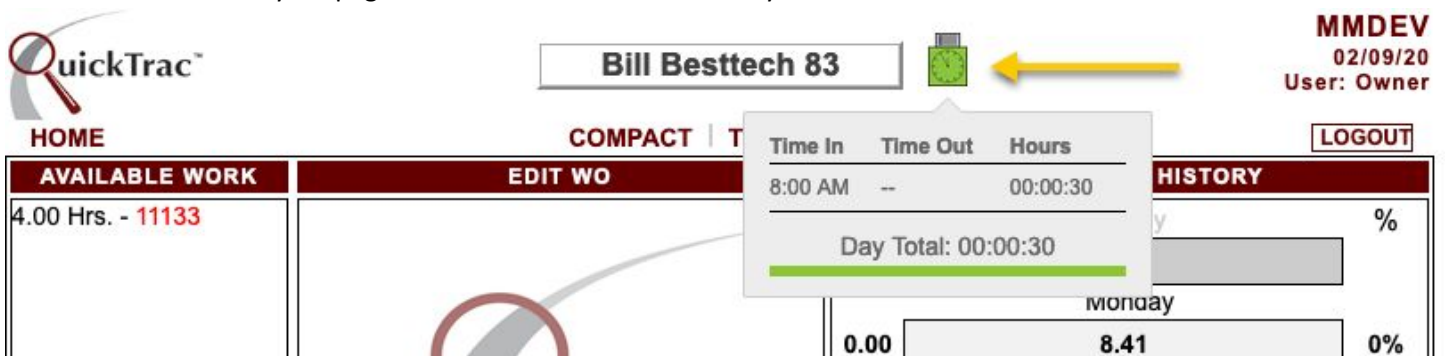 QuickTrac™
Bill Besttech 83
MMDEV
02/09/20
User: Owner
HOME
COMPACT | T
LOGOUT
Time In Time Out Hours
8:00 AM -- 00:00:30
Day Total: 00:00:30
AVAILABLE WORK
EDIT WO
HISTORY
4.00 Hrs. - 11133
y %
Monday
0.00 8.41 0%